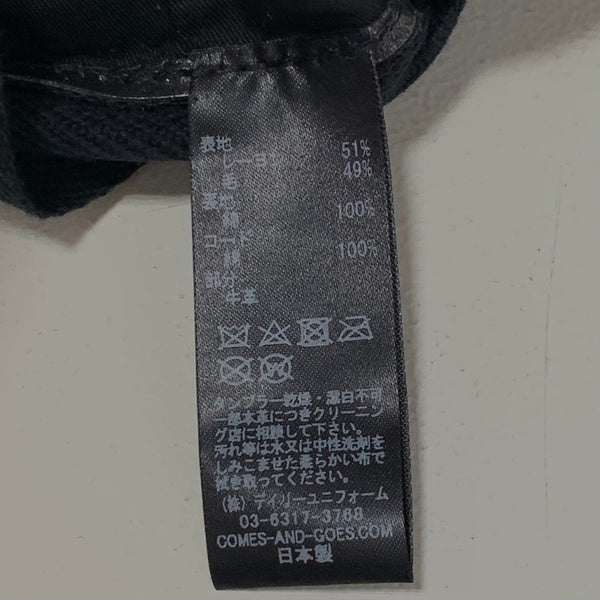 表地
レーヨン 51%
毛 49%
裏地
綿 100%
コード
綿 100%
部分
牛革
タンブラー乾燥・漂白不可
一部本革につきクリーニン
グ店に相談して下さい。
汚れ等は水又は中性洗剤を
しみこませた柔らかい布で
拭き取ってください。
(株)デイリーユニフォーム
03-6317-3768
COMES-AND-GOES.COM
日本製